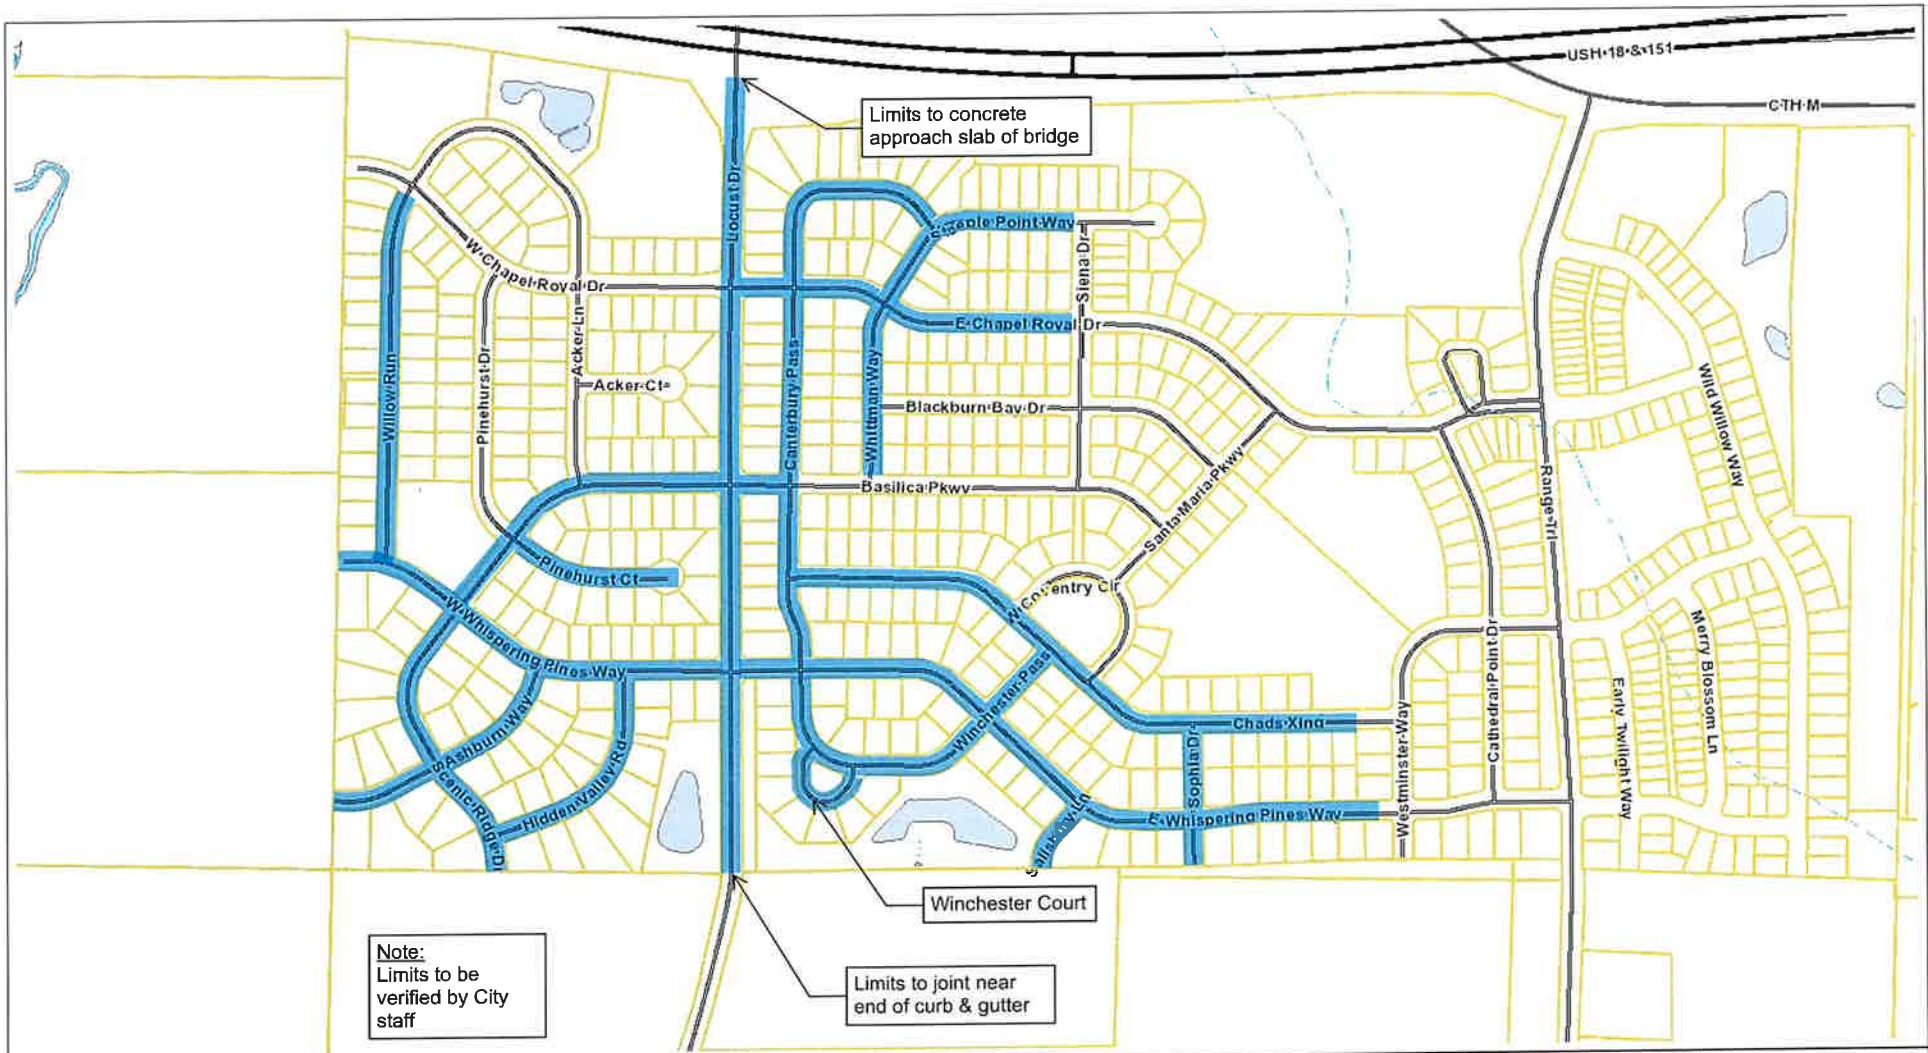 USH 18 & 151
CTH M
Limits to concrete
approach slab of bridge
Locust Dr
Steeple Point Way
W Chapel Royal Dr
Siena Dr
E Chapel Royal Dr
Acker Ln
Pinehurst Dr
Willow Run
Acker Ct
Canterbury Pass
Whittman Way
Blackburn Bay Dr
Wild Willow Way
Basilica Pkwy
Santa Maria Pkwy
Range Trl
Pinehurst Ct
W Coventry Cir
W Whispering Pines Way
Cathedral Point Dr
Merry Blossom Ln
Early Twilight Way
Winchester Pass
Ashburn Way
Scenic Ridge Dr
Hidden Valley Rd
Chads Xing
Sophia Dr
Westminster Way
E Whispering Pines Way
Winchester Court
Note:
Limits to be
verified by City
staff
Limits to joint near
end of curb & gutter